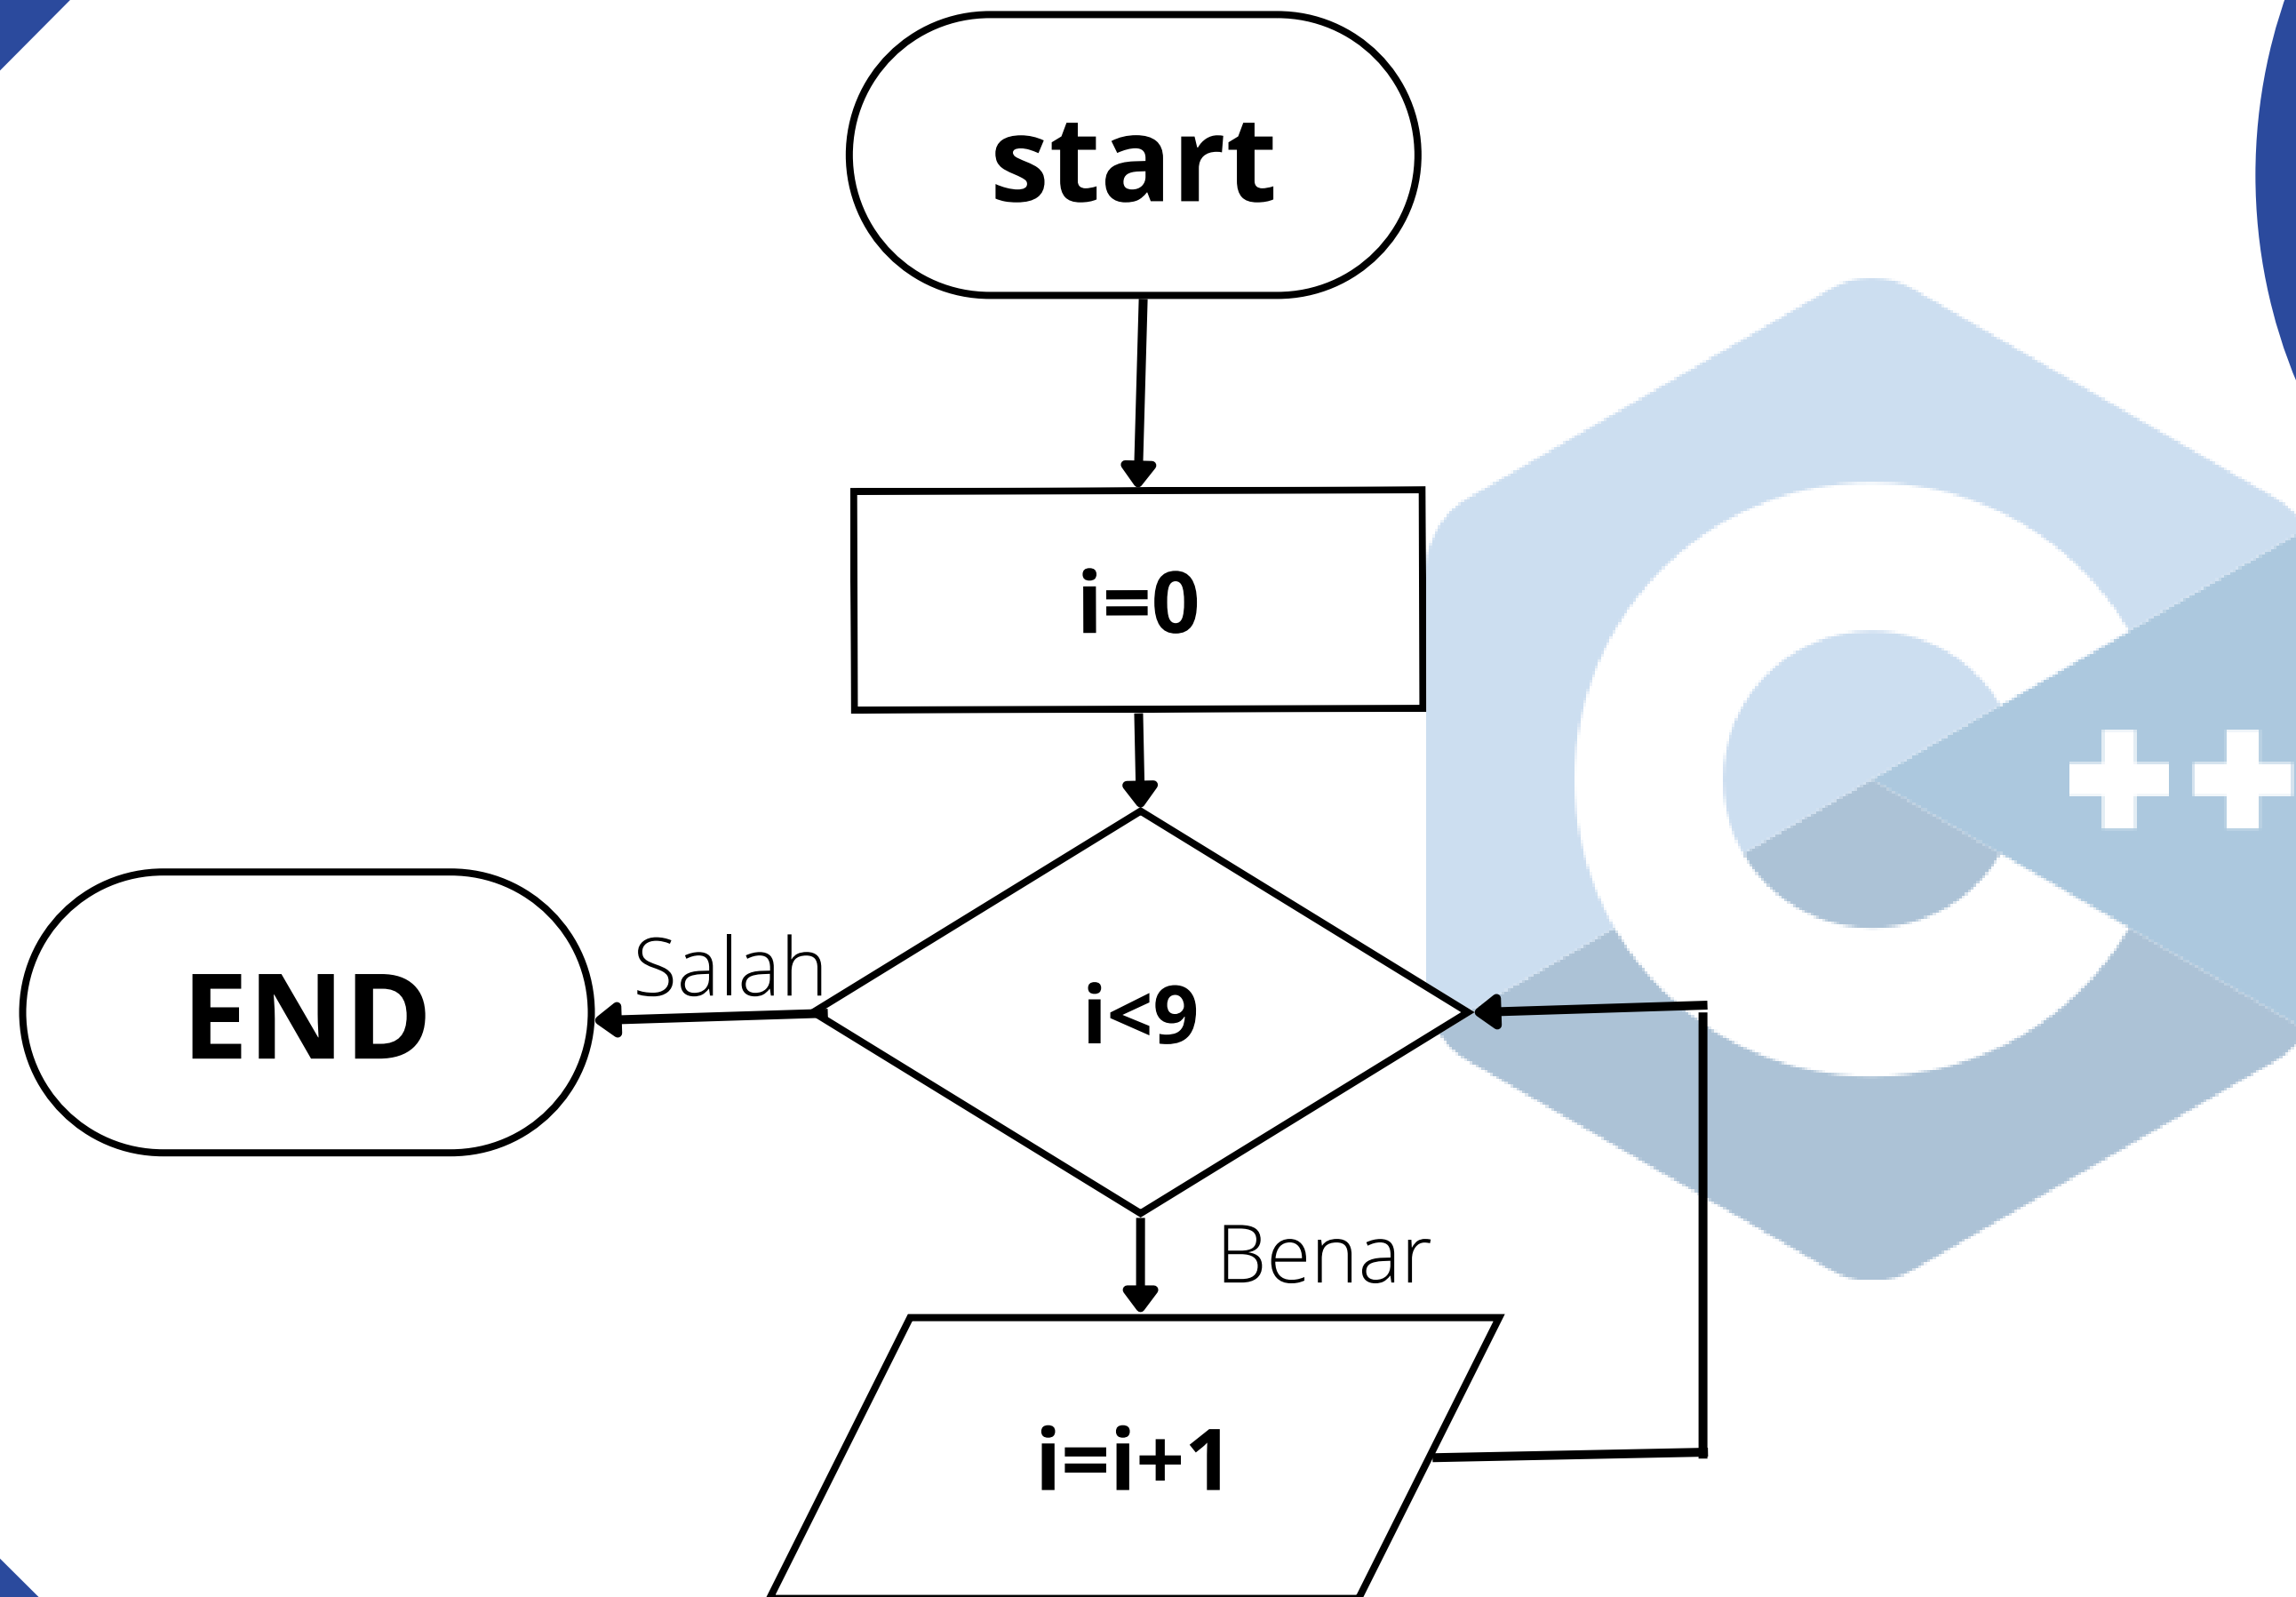 start
i=0
Salah
END
i<9
Benar
i=i+1
++